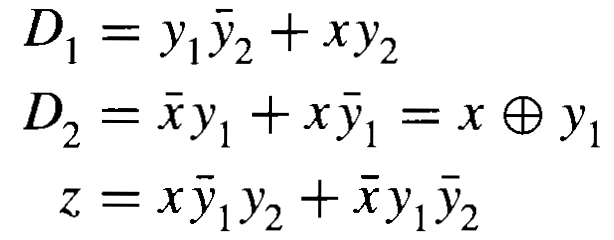 D₁ = y₁ȳ₂ + xy₂
D₂ = x̄y₁ + xȳ₁ = x ⊕ y₁
z = xȳ₁y₂ + x̄y₁ȳ₂